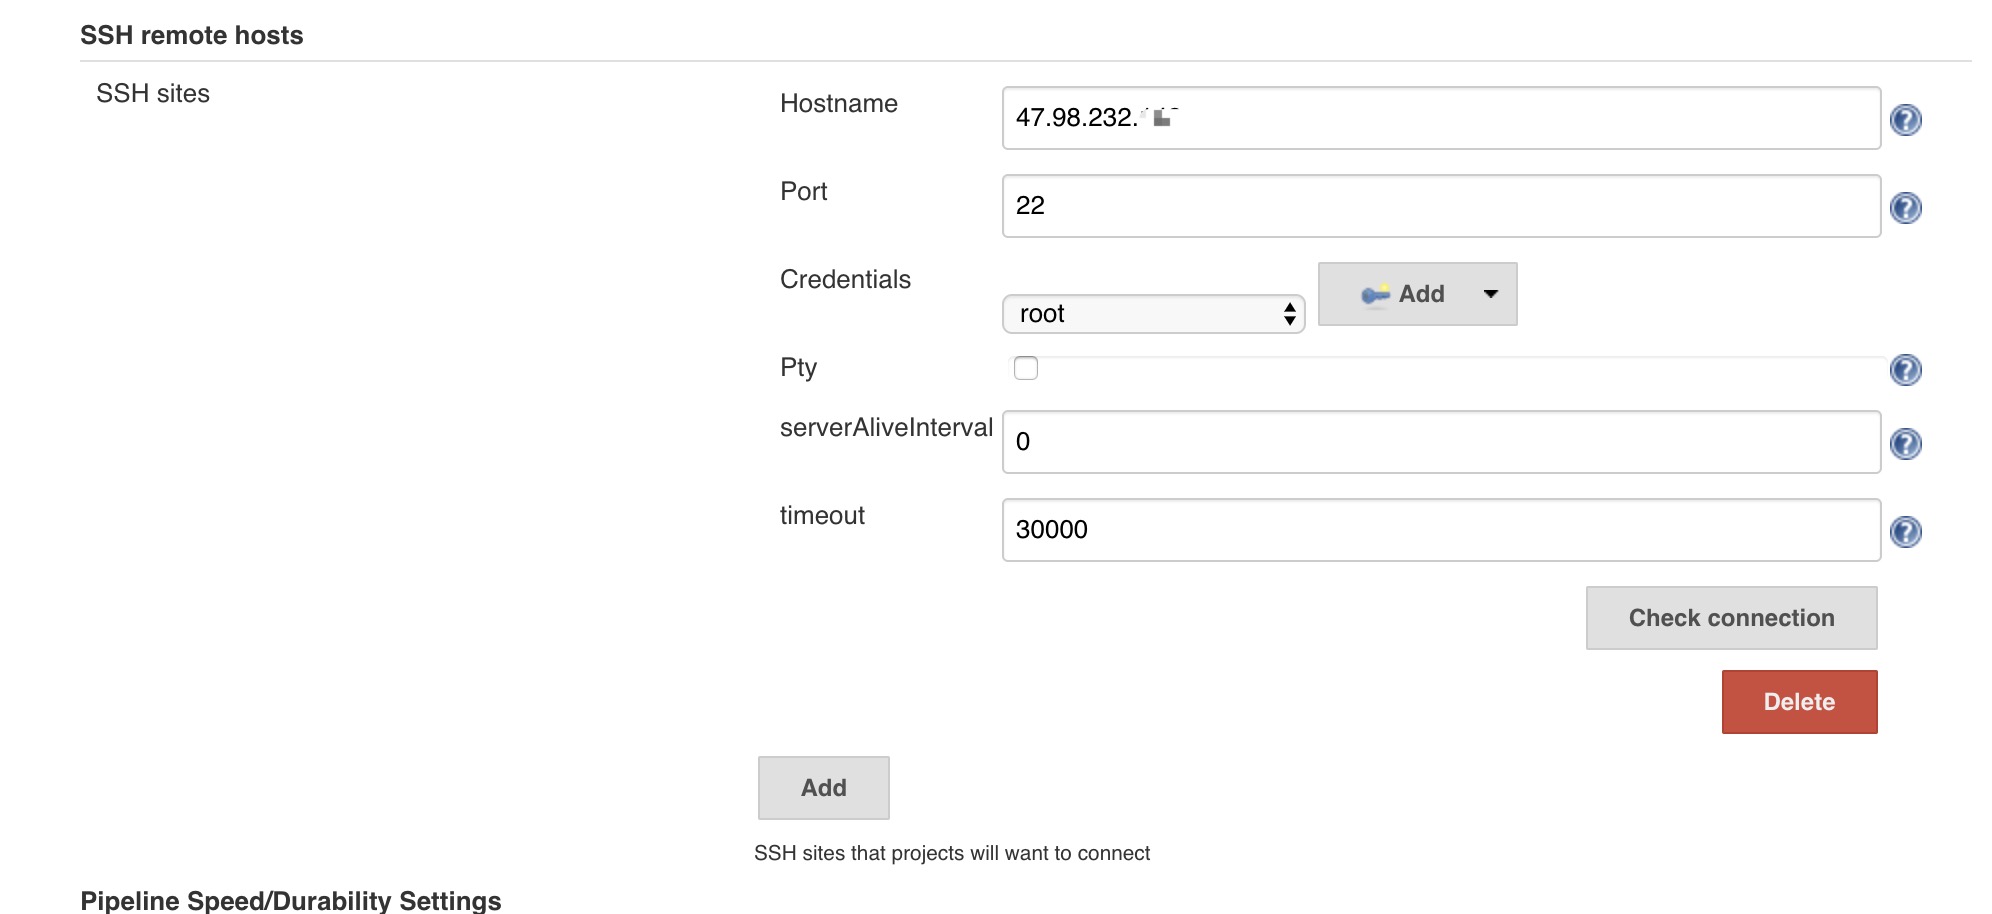 SSH remote hosts
SSH sites
Hostname
47.98.232.
Port
22
Credentials
root
Add
Pty
serverAliveInterval
0
timeout
30000
Check connection
Delete
Add
SSH sites that projects will want to connect
Pipeline Speed/Durability Settings